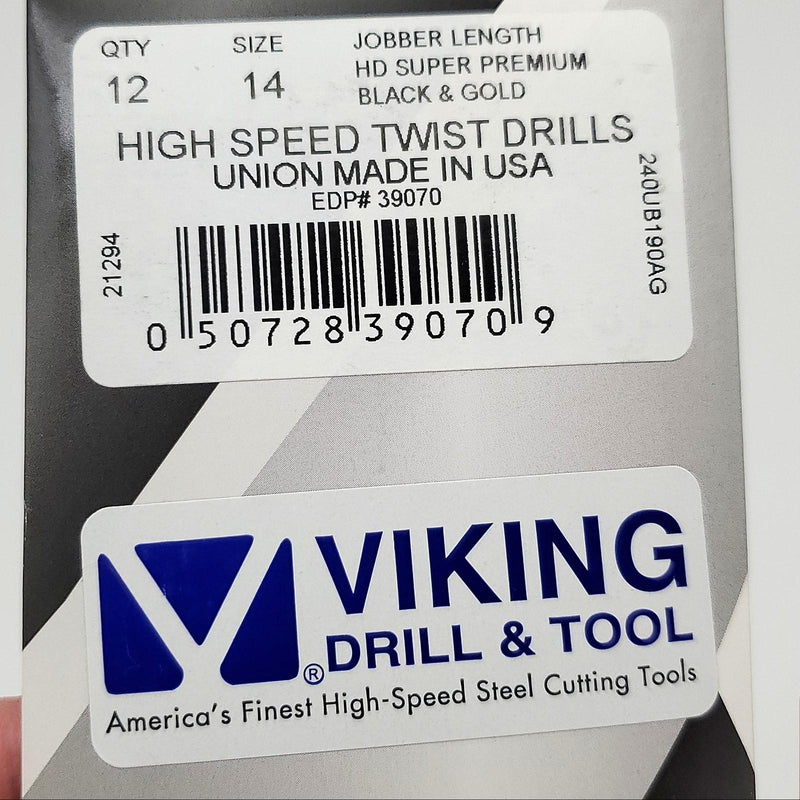 QTY SIZE JOBBER LENGTH
12 14 HD SUPER PREMIUM
BLACK & GOLD
HIGH SPEED TWIST DRILLS
UNION MADE IN USA
EDP# 39070
21294
240UB190AG
0 50728 39070 9
VIKING
DRILL & TOOL
®
America's Finest High-Speed Steel Cutting Tools